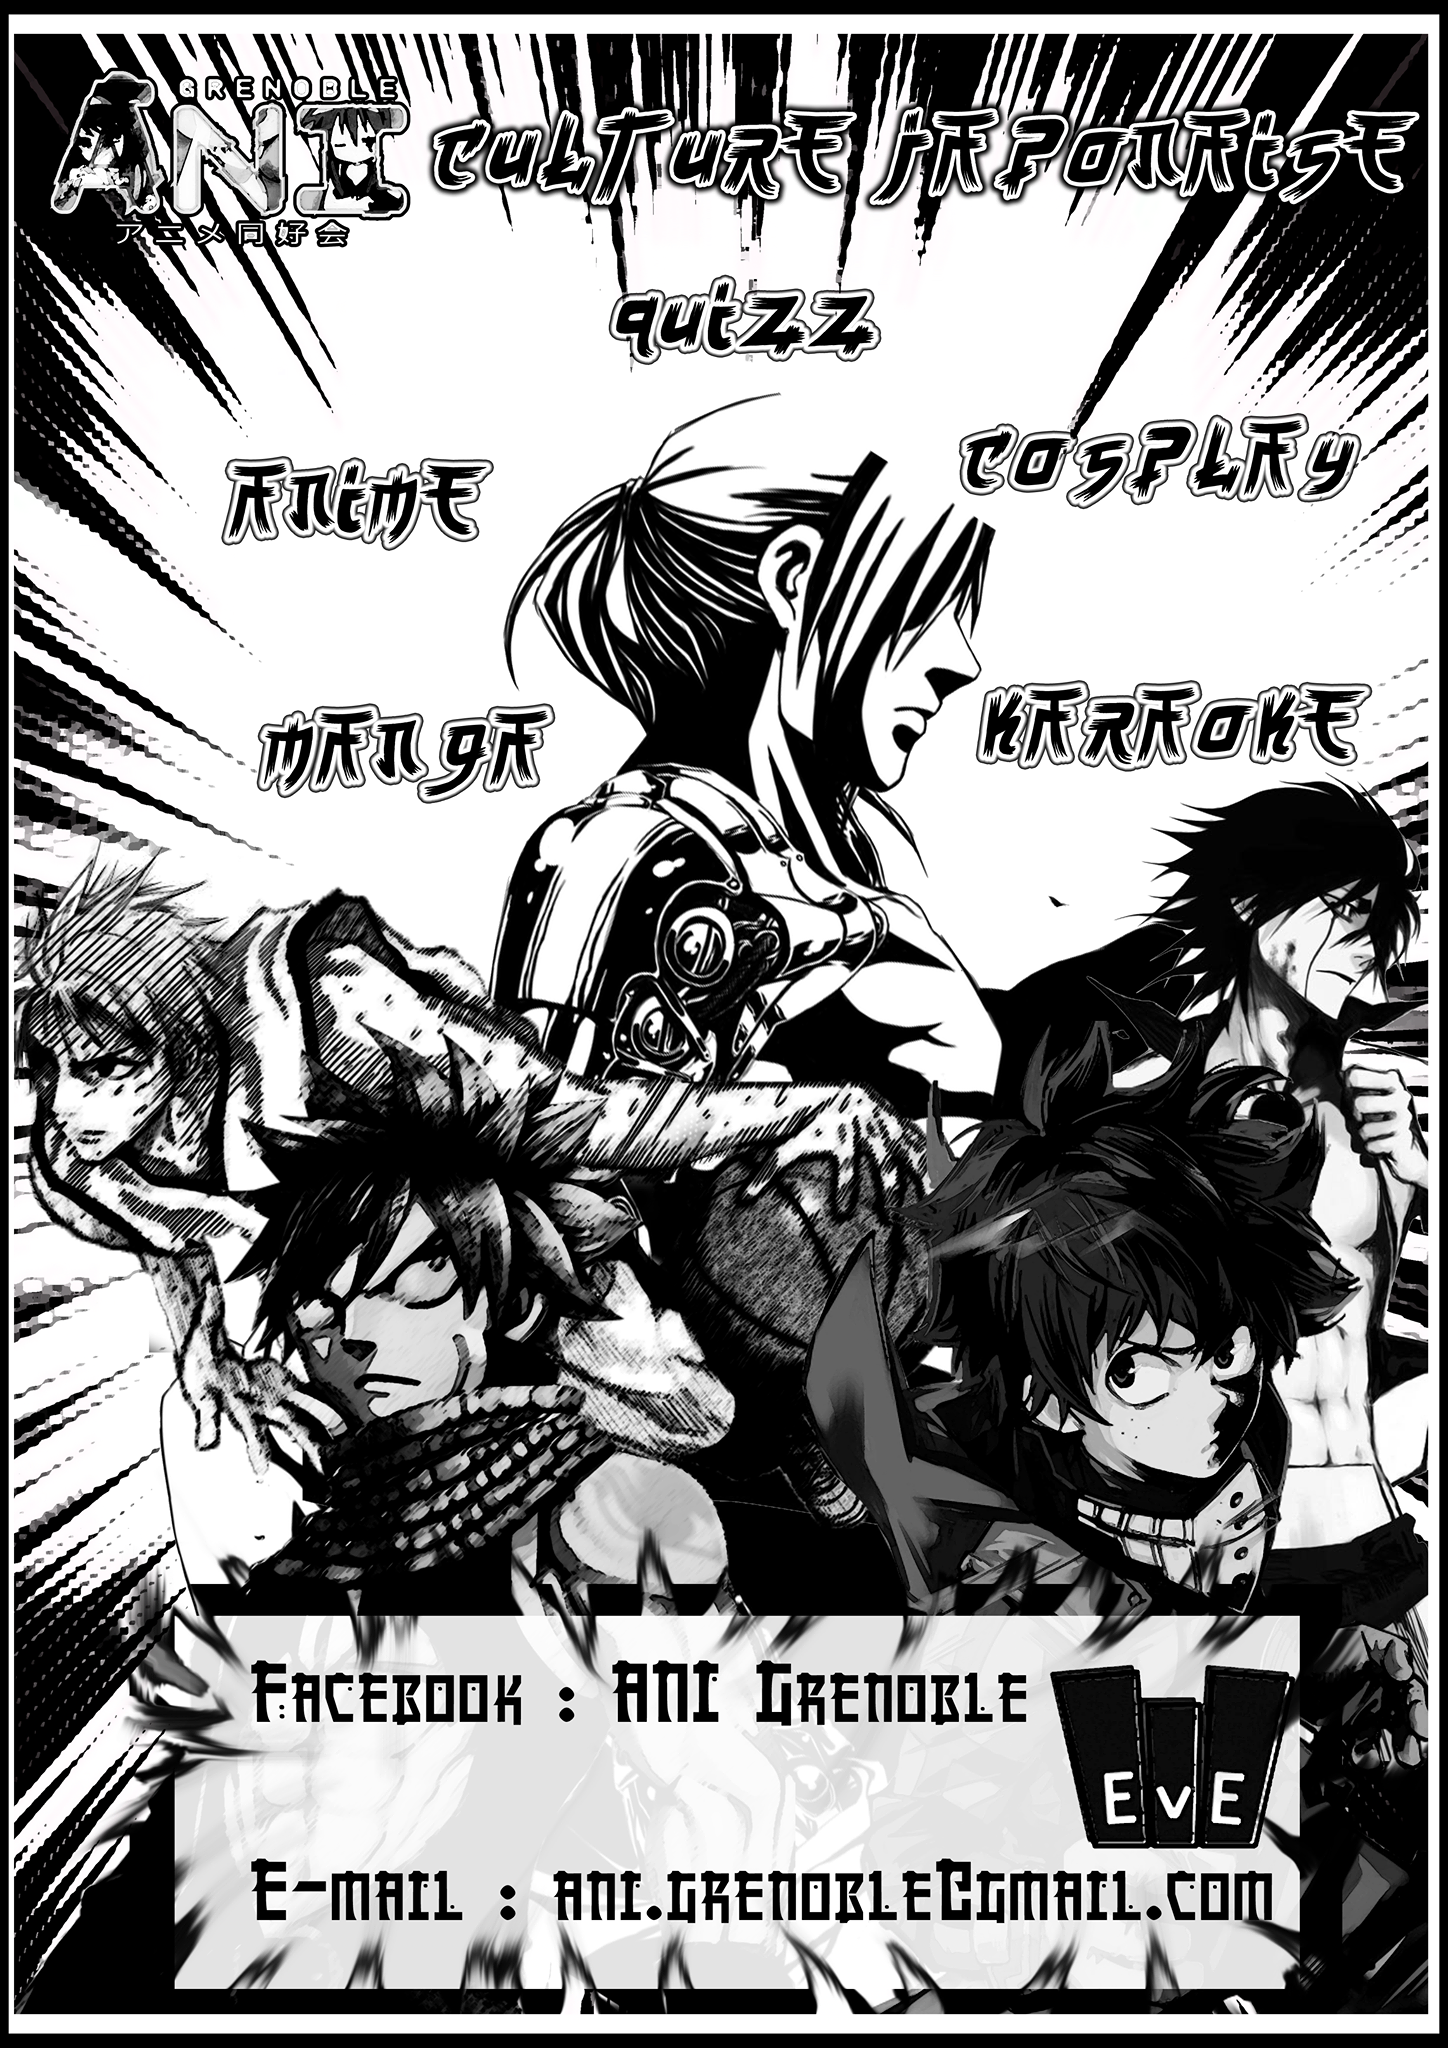 GRENOBLE
ANI
アニメ同好会
CULTURE JAPONAISE
quizz
ANIME
COSPLAY
MANGA
KARAOKE
Facebook : ANI Grenoble
EvE
E-mail : ani.grenoble@gmail.com